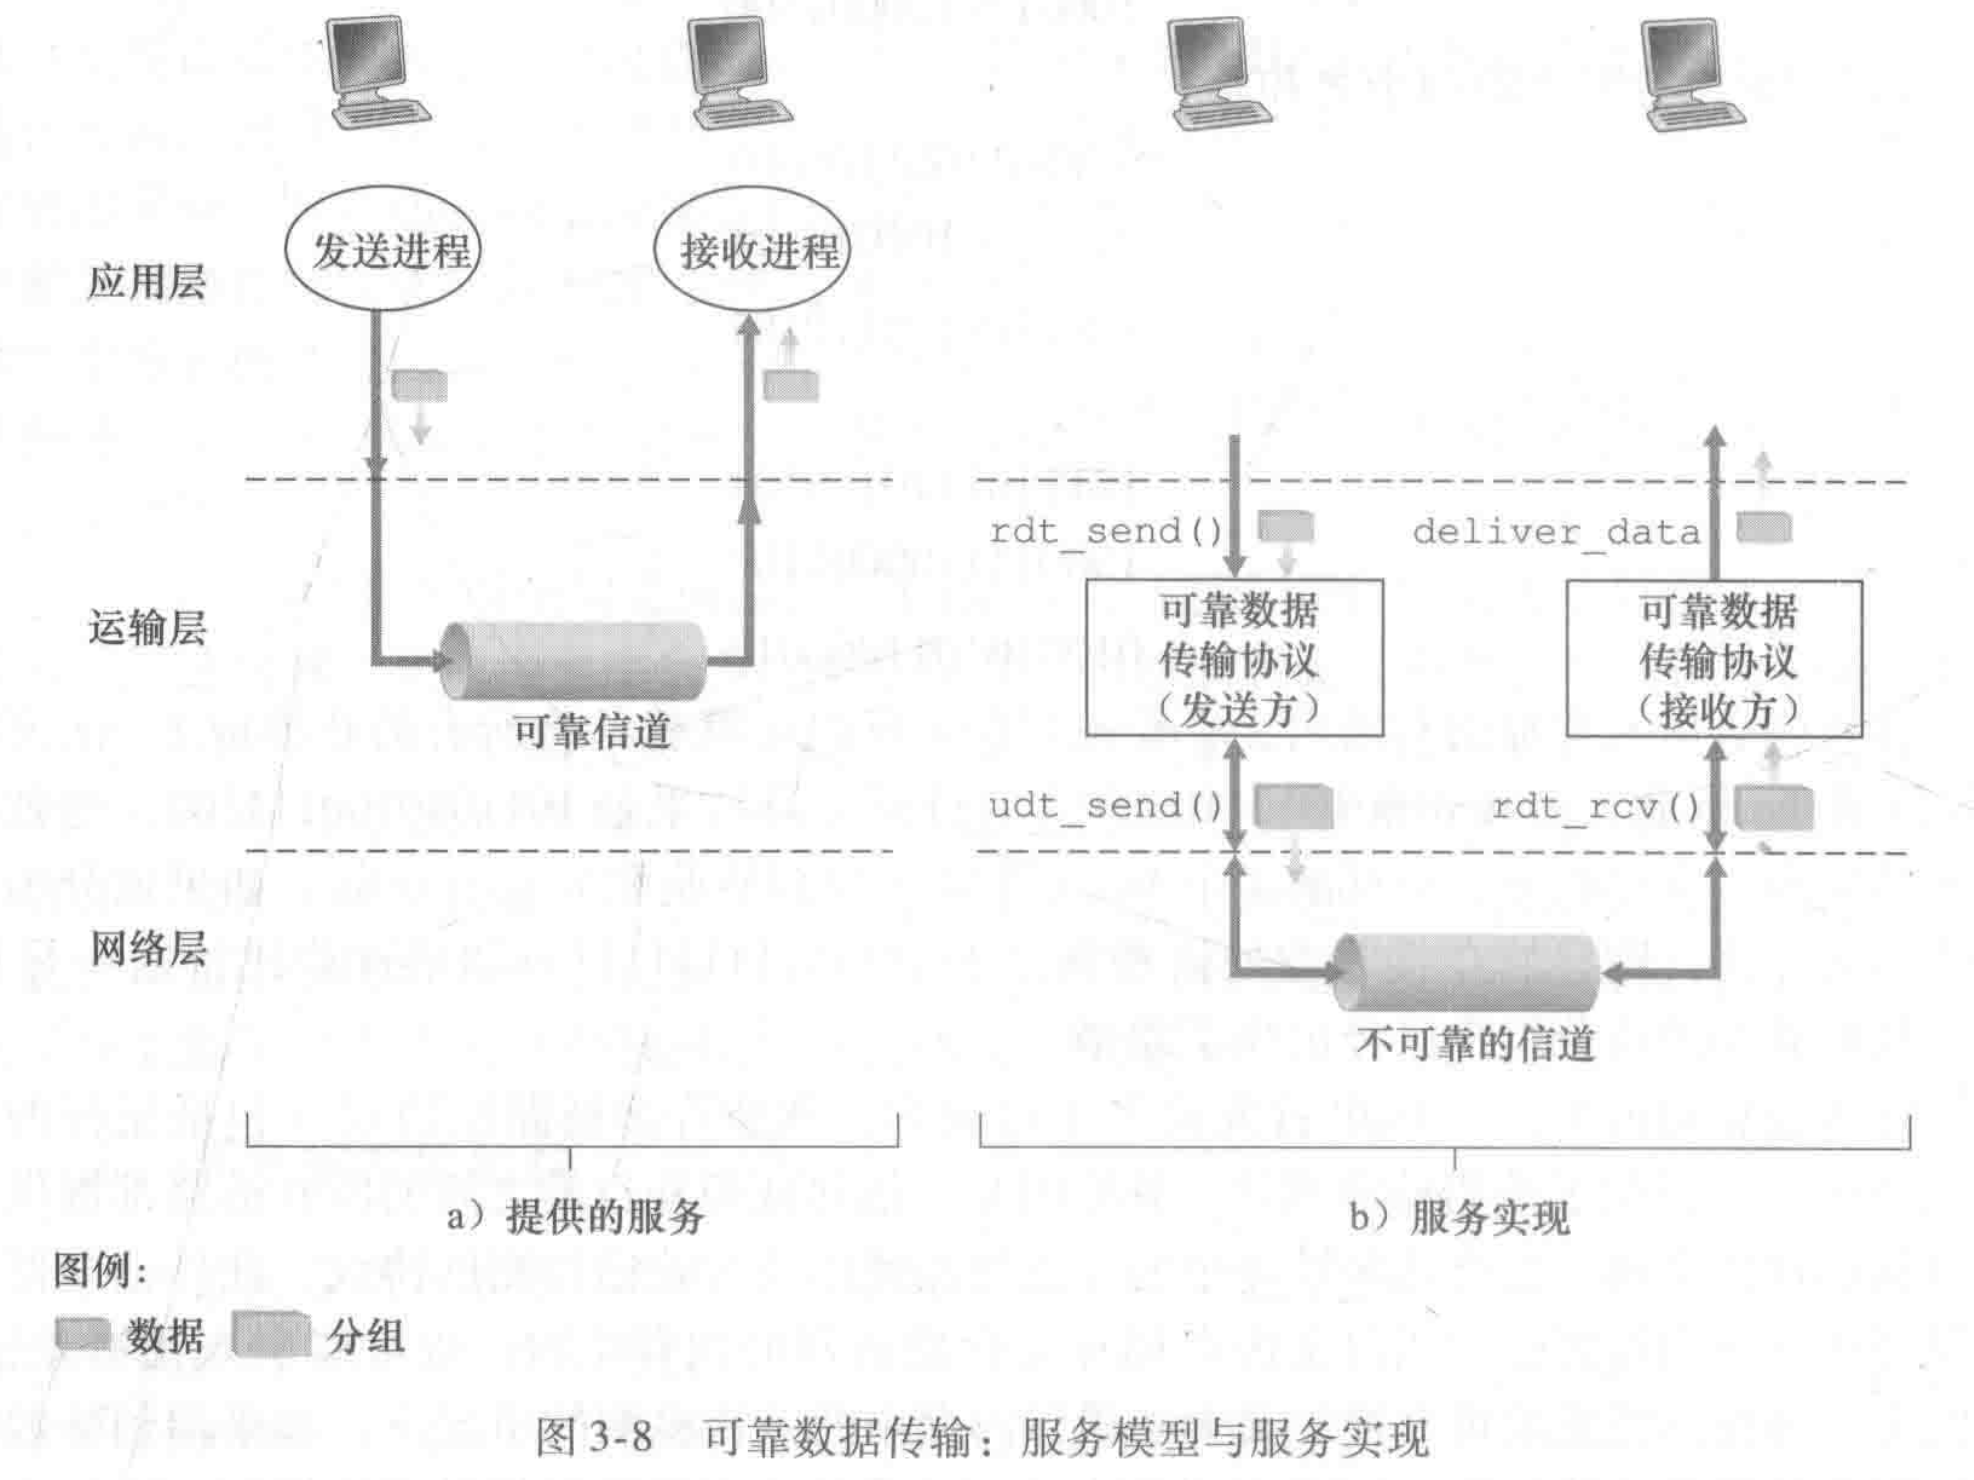 发送进程
接收进程
应用层
rdt_send()
deliver_data
运输层
可靠信道
可靠数据
传输协议
（发送方）
可靠数据
传输协议
（接收方）
udt_send()
rdt_rcv()
网络层
不可靠的信道
a）提供的服务
b）服务实现
图例：
数据
分组
图 3-8 可靠数据传输：服务模型与服务实现